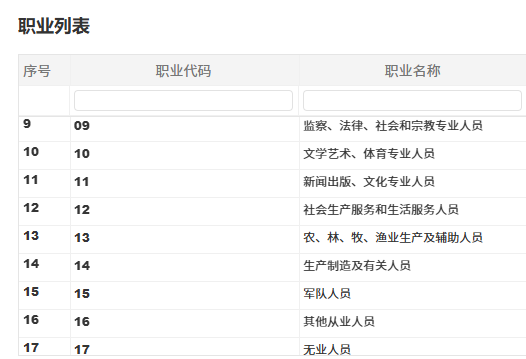 职业列表
序号 职业代码 职业名称
9 09 监察、法律、社会和宗教专业人员
10 10 文学艺术、体育专业人员
11 11 新闻出版、文化专业人员
12 12 社会生产服务和生活服务人员
13 13 农、林、牧、渔业生产及辅助人员
14 14 生产制造及有关人员
15 15 军队人员
16 16 其他从业人员
17 17 无业人员